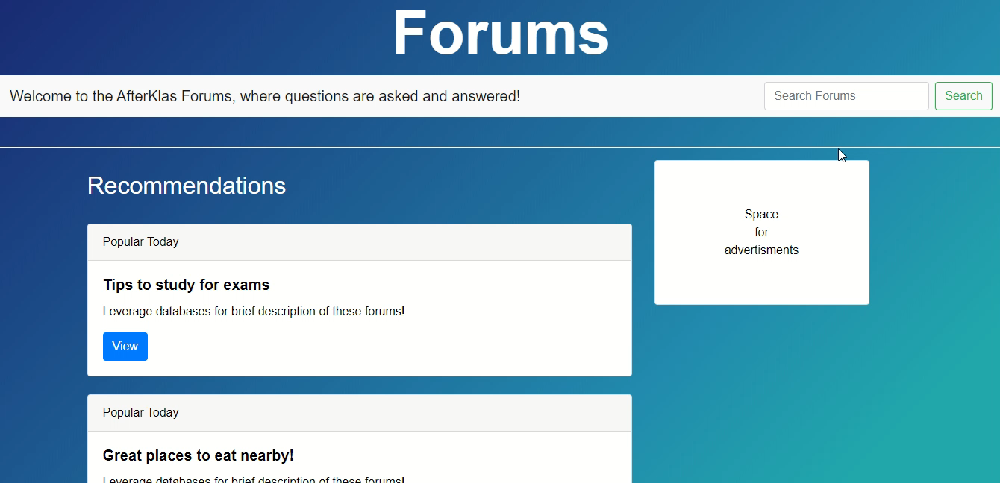 Forums
Welcome to the AfterKlas Forums, where questions are asked and answered!
Search Forums
Search
Recommendations
Popular Today
Tips to study for exams
Leverage databases for brief description of these forums!
View
Space
for
advertisments
Popular Today
Great places to eat nearby!
Leverage databases for brief description of these forums!